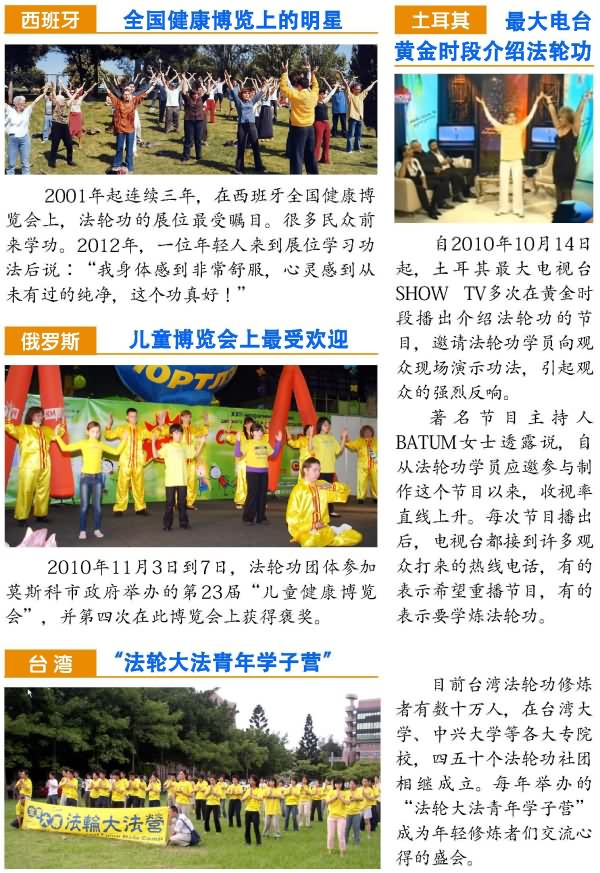 西班牙 全国健康博览上的明星
2001年起连续三年，在西班牙全国健康博
览会上，法轮功的展位最受瞩目。很多民众前
来学功。2012年，一位年轻人来到展位学习功
法后说：“我身体感到非常舒服，心灵感到从
未有过的纯净，这个功真好！”
俄罗斯 儿童博览会上最受欢迎
2010年11月3日到7日，法轮功团体参加
莫斯科市政府举办的第23届“儿童健康博览
会”，并第四次在此博览会上获得褒奖。
土耳其 最大电台
黄金时段介绍法轮功
自2010年10月14日
起，土耳其最大电视台
SHOW TV多次在黄金时
段播出介绍法轮功的节
目，邀请法轮功学员向观
众现场演示功法，引起观
众的强烈反响。
著名节目主持人
BATUM女士透露说，自
从法轮功学员应邀参与制
作这个节目以来，收视率
直线上升。每次节目播出
后，电视台都接到许多观
众打来的热线电话，有的
表示希望重播节目，有的
表示要学炼法轮功。
台湾 “法轮大法青年学子营”
法輪大法營
目前台湾法轮功修炼
者有数十万人，在台湾大
学、中兴大学等各大专院
校，四五十个法轮功社团
相继成立。每年举办的
“法轮大法青年学子营”
成为年轻修炼者们交流心
得的盛会。